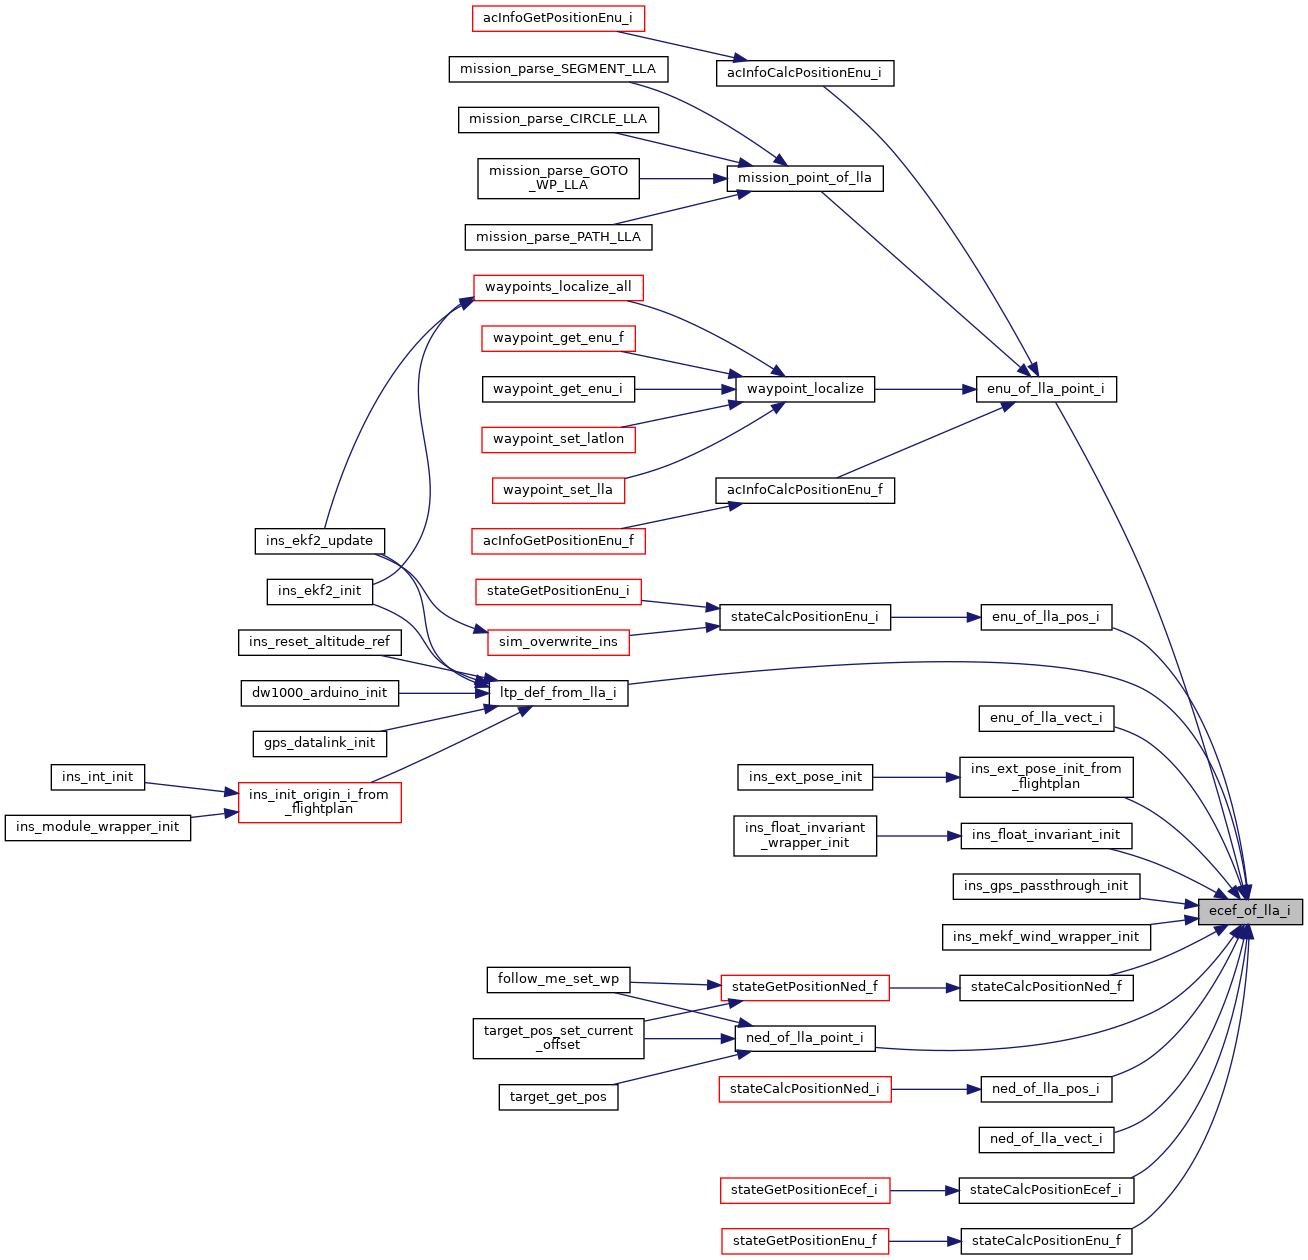 acInfoGetPositionEnu_i
mission_parse_SEGMENT_LLA
acInfoCalcPositionEnu_i
mission_parse_CIRCLE_LLA
mission_parse_GOTO
_WP_LLA
mission_point_of_lla
mission_parse_PATH_LLA
waypoints_localize_all
waypoint_get_enu_f
waypoint_get_enu_i
waypoint_localize
enu_of_lla_point_i
waypoint_set_latlon
waypoint_set_lla
acInfoCalcPositionEnu_f
ins_ekf2_update
acInfoGetPositionEnu_f
ins_ekf2_init
stateGetPositionEnu_i
stateCalcPositionEnu_i
enu_of_lla_pos_i
ins_reset_altitude_ref
sim_overwrite_ins
dw1000_arduino_init
ltp_def_from_lla_i
enu_of_lla_vect_i
gps_datalink_init
ins_int_init
ins_ext_pose_init
ins_ext_pose_init_from
_flightplan
ins_init_origin_i_from
_flightplan
ins_module_wrapper_init
ins_float_invariant
_wrapper_init
ins_float_invariant_init
ins_gps_passthrough_init
ecef_of_lla_i
ins_mekf_wind_wrapper_init
follow_me_set_wp
stateGetPositionNed_f
stateCalcPositionNed_f
target_pos_set_current
_offset
ned_of_lla_point_i
target_get_pos
stateCalcPositionNed_i
ned_of_lla_pos_i
ned_of_lla_vect_i
stateGetPositionEcef_i
stateCalcPositionEcef_i
stateGetPositionEnu_f
stateCalcPositionEnu_f